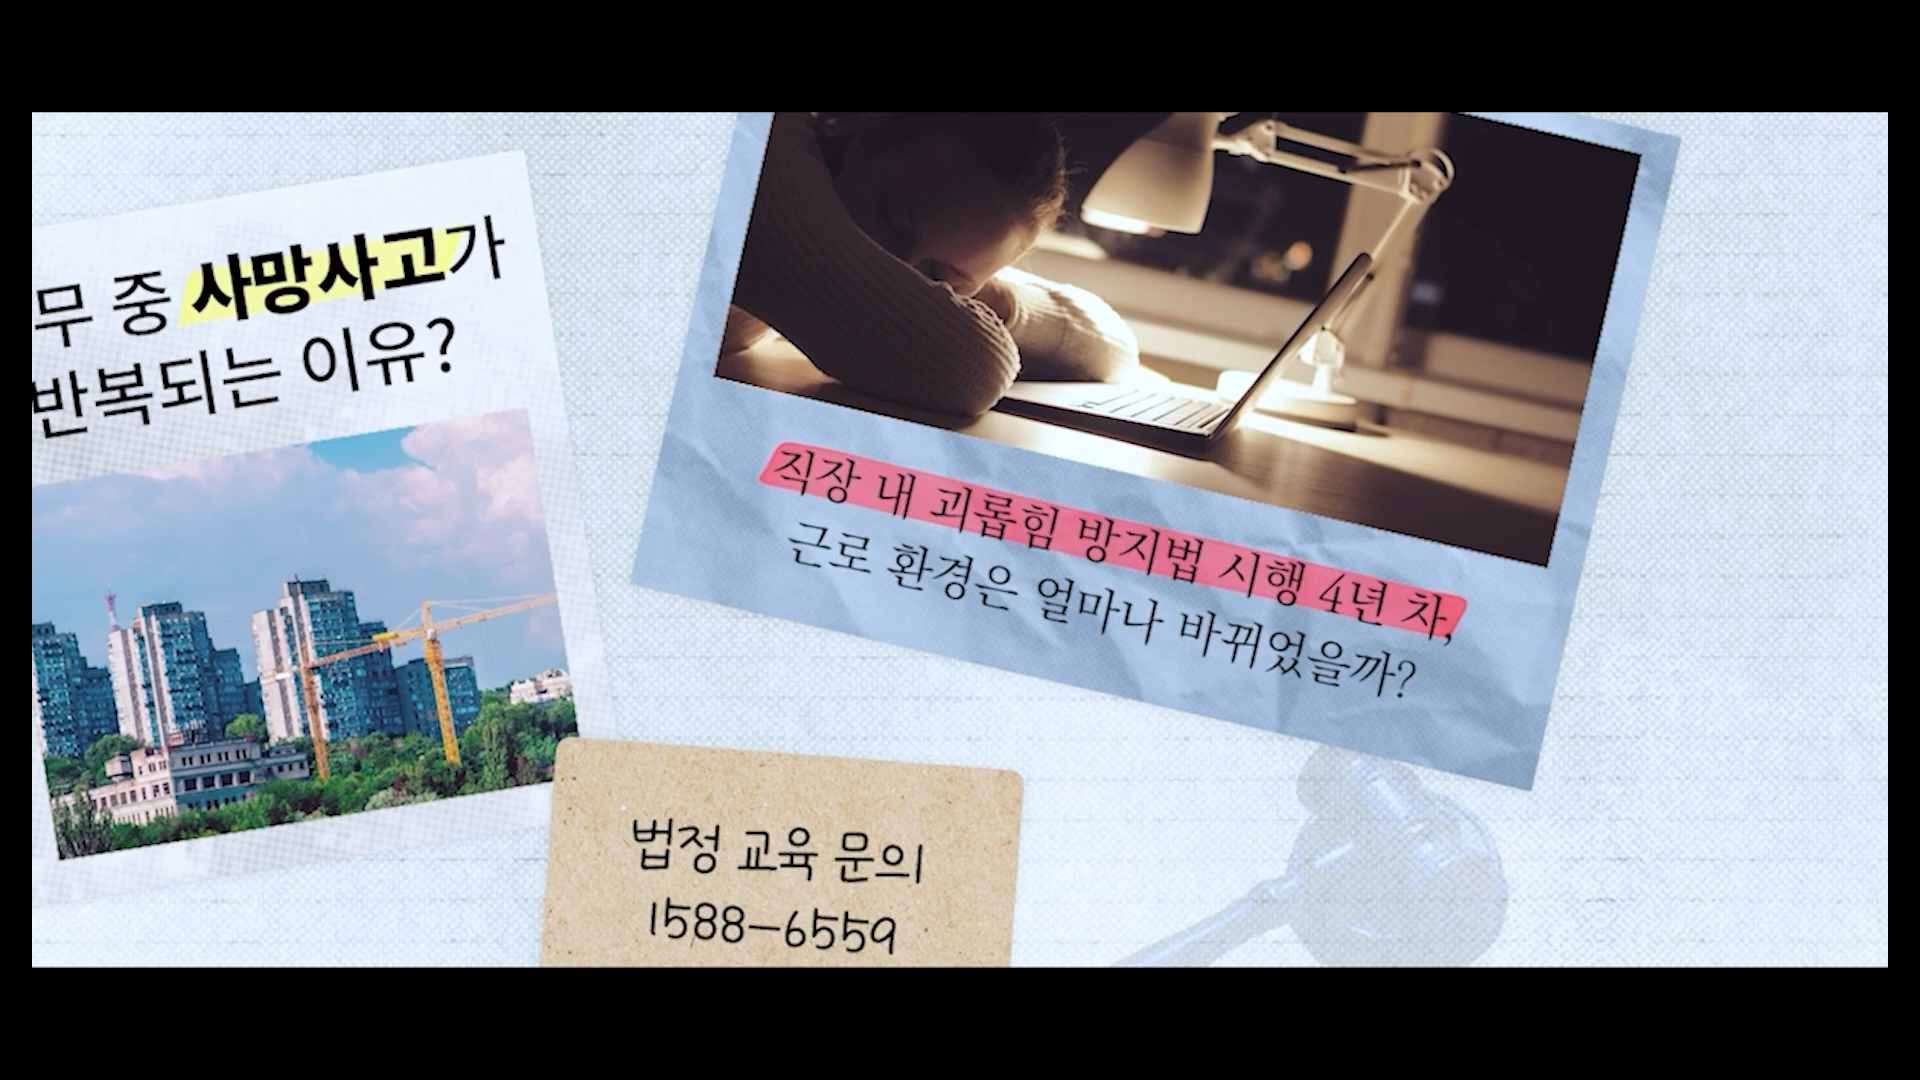 무 중 사망사고가
반복되는 이유?
직장 내 괴롭힘 방지법 시행 4년 차,
근로 환경은 얼마나 바뀌었을까?
법정 교육 문의
1588-6559